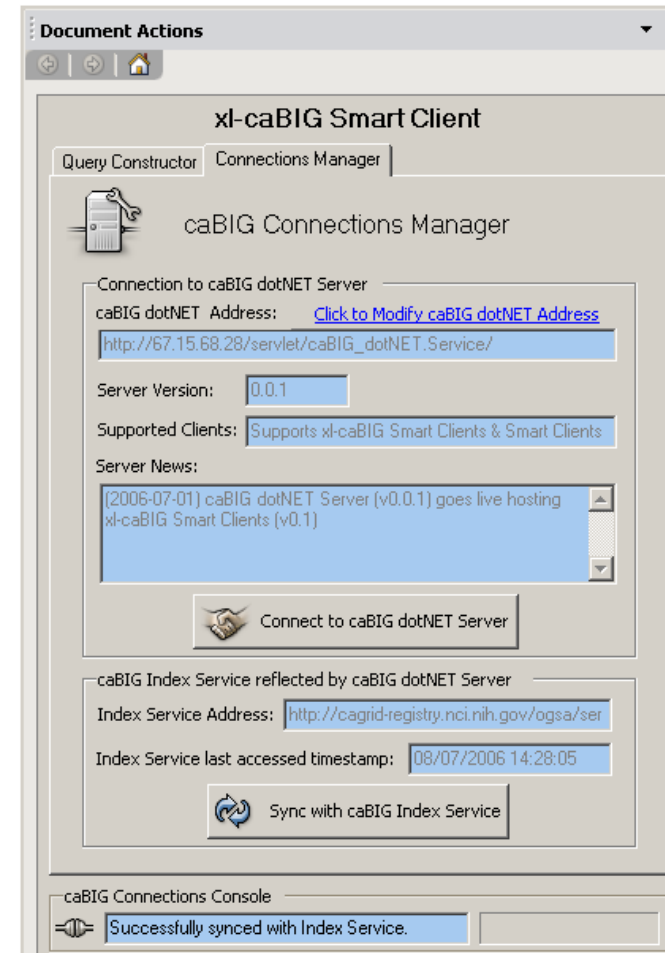 Document Actions
xl-caBIG Smart Client
Query Constructor
Connections Manager
caBIG Connections Manager
Connection to caBIG dotNET Server
caBIG dotNET Address:
Click to Modify caBIG dotNET Address
http://67.15.68.28/servlet/caBIG_dotNET.Service/
Server Version:
0.0.1
Supported Clients:
Supports xl-caBIG Smart Clients & Smart Clients
Server News:
(2006-07-01) caBIG dotNET Server (v0.0.1) goes live hosting
xl-caBIG Smart Clients (v0.1)
Connect to caBIG dotNET Server
caBIG Index Service reflected by caBIG dotNET Server
Index Service Address:
http://cagrid-registry.nci.nih.gov/ogsa/ser
Index Service last accessed timestamp:
08/07/2006 14:28:05
Sync with caBIG Index Service
caBIG Connections Console
Successfully synced with Index Service.